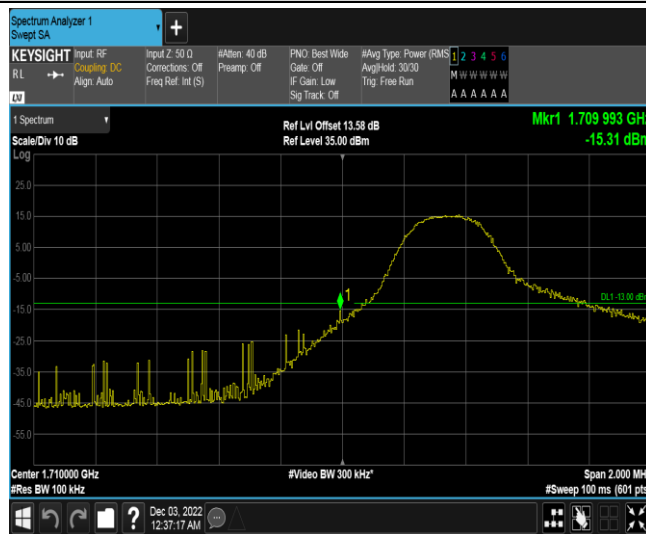 Spectrum Analyzer 1
Swept SA
+
KEYSIGHT
RL
LXI
Input: RF
Coupling: DC
Align: Auto
Input Z: 50 Ω
Corrections: Off
Freq Ref: Int (S)
#Atten: 40 dB
Preamp: Off
PNO: Best Wide
Gate: Off
IF Gain: Low
Sig Track: Off
#Avg Type: Power (RMS
Avg|Hold: 30/30
Trig: Free Run
1 2 3 4 5 6
M W W W W W
A A A A A A
1 Spectrum
Scale/Div 10 dB
Log
Ref Lvl Offset 13.58 dB
Ref Level 35.00 dBm
Mkr1 1.709 993 GHz
-15.31 dBm
25.0
15.0
5.00
-5.00
-15.0
-25.0
-35.0
-45.0
-55.0
1
DL1 -13.00 dBm
Center 1.710000 GHz
#Res BW 100 kHz
#Video BW 300 kHz*
Span 2.000 MH
#Sweep 100 ms (601 pts
?
Dec 03, 2022
12:37:17 AM